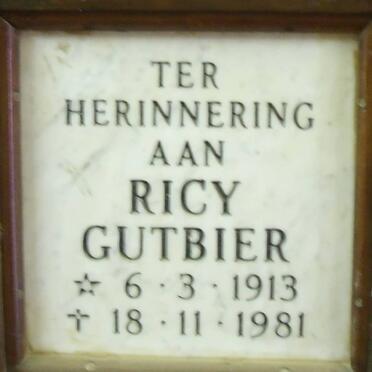 TER
HERINNERING
AAN
RICY
GUTBIER
☆ 6 · 3 · 1913
† 18 · 11 · 1981